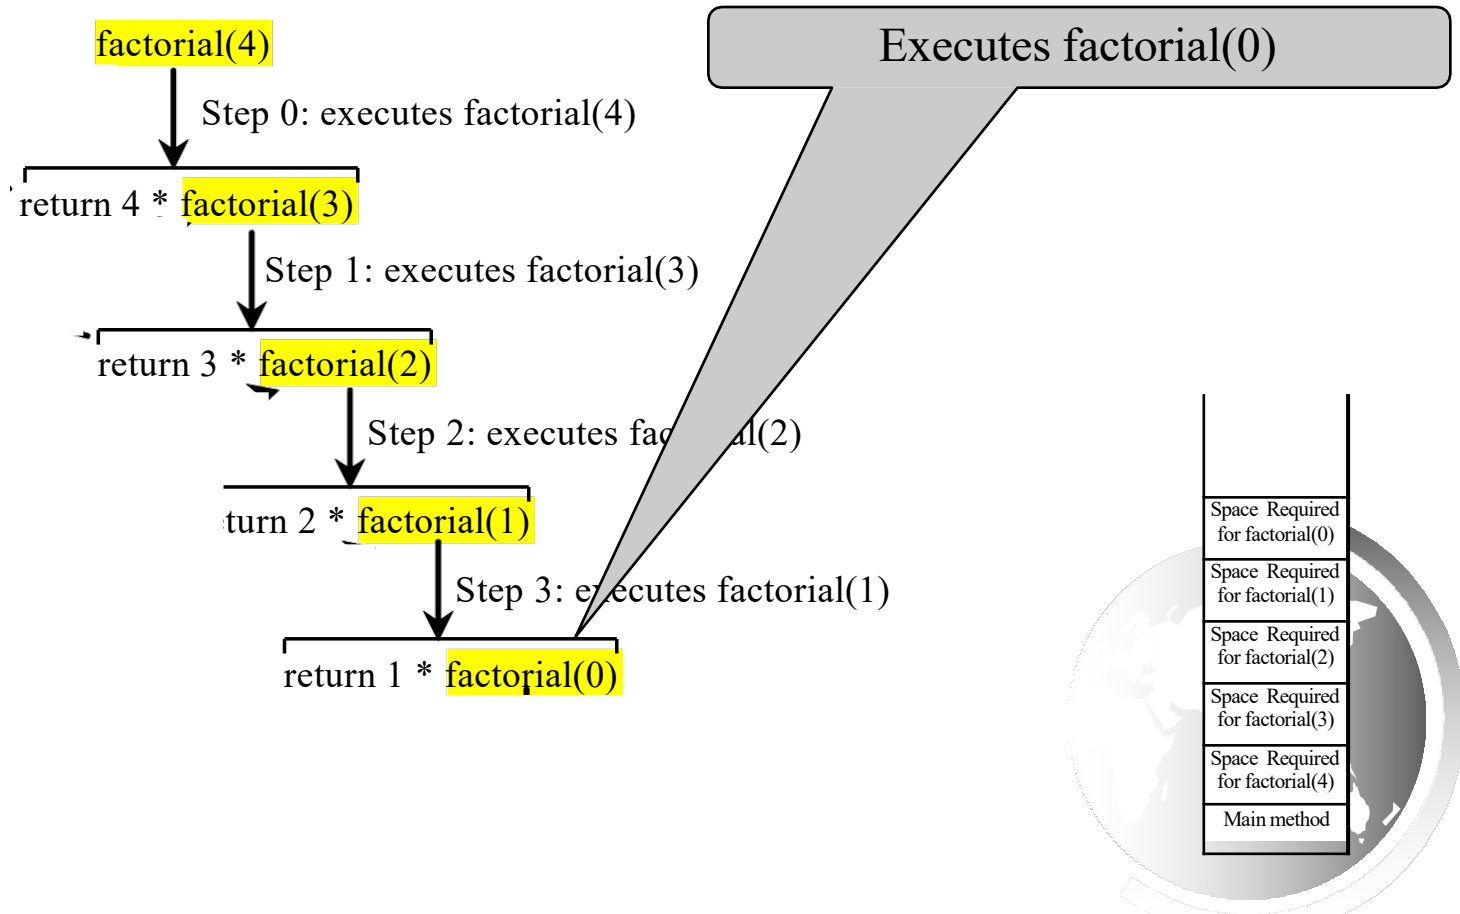 factorial(4)
Executes factorial(0)
Step 0: executes factorial(4)
return 4 * factorial(3)
Step 1: executes factorial(3)
return 3 * factorial(2)
Step 2: executes
turn 2 * factorial(1)
Step 3: executes factorial(1)
return 1 * factorial(0)
Space Required
for factorial(0)
Space Required
for factorial(1)
Space Required
for factorial(2)
Space Required
for factorial(3)
Space Required
for factorial(4)
Main method